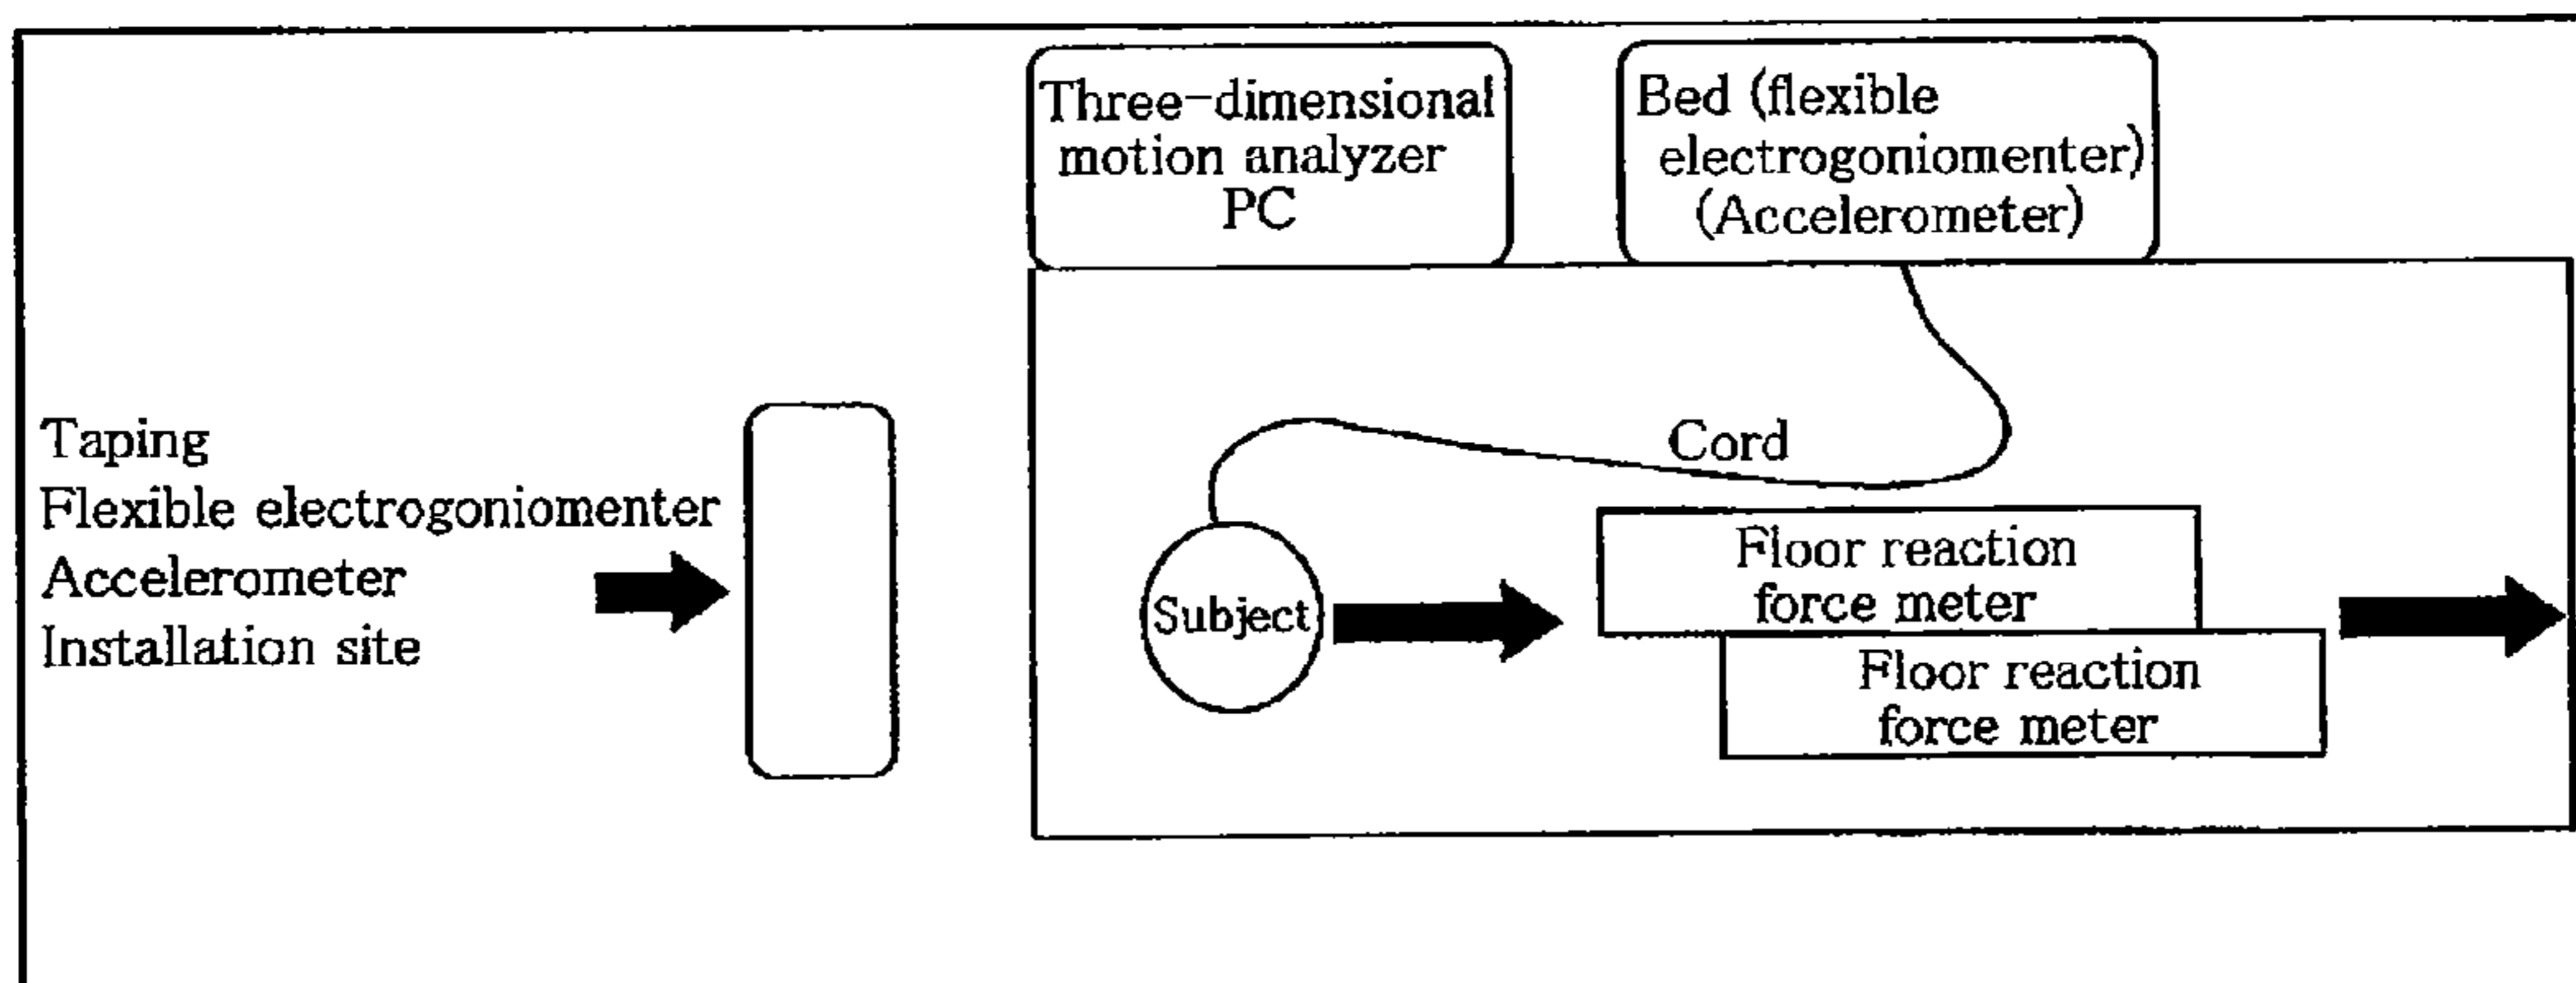 Three-dimensional
motion analyzer
PC
Bed (flexible
electrogoniomenter)
(Accelerometer)
Taping
Flexible electrogoniomenter
Accelerometer
Installation site
Cord
Subject
Floor reaction
force meter
Floor reaction
force meter